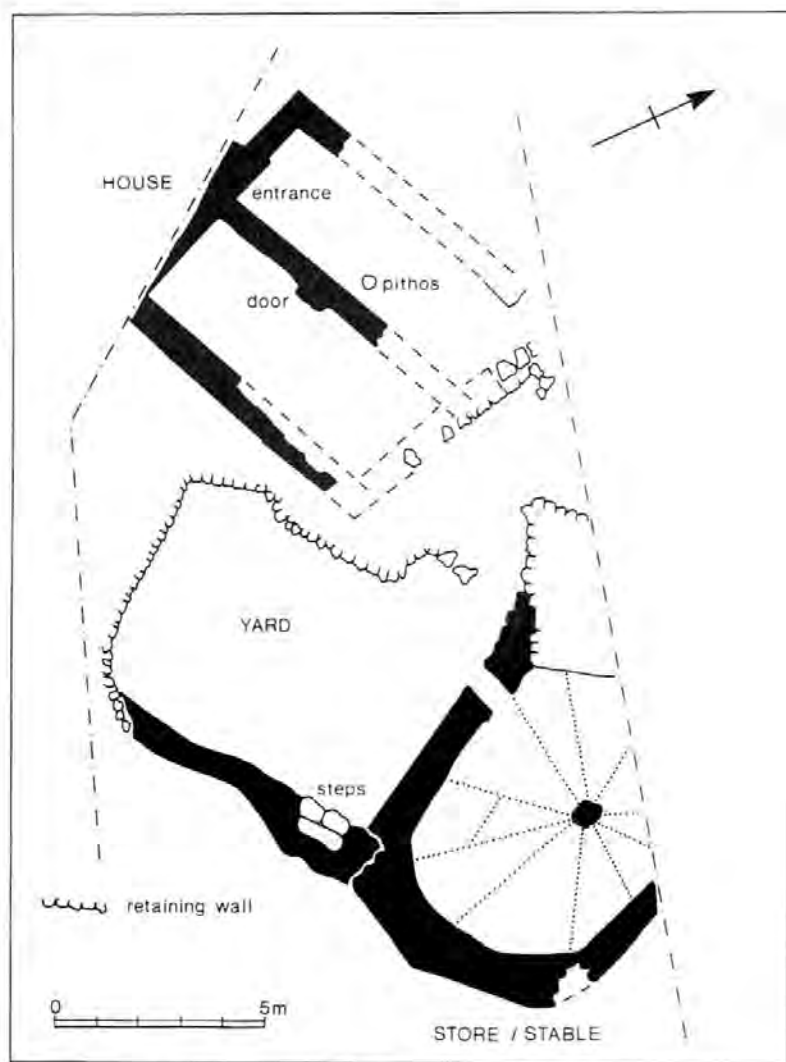 HOUSE
entrance
pithos
door
YARD
steps
retaining wall
0 5m
STORE / STABLE